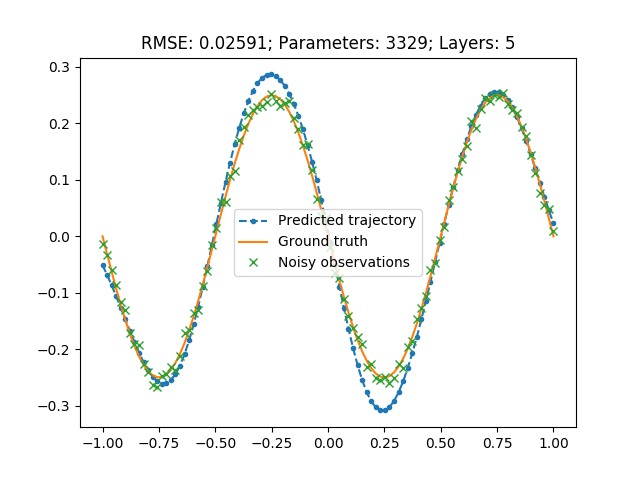 RMSE: 0.02591; Parameters: 3329; Layers: 5
0.3
0.2
0.1
0.0
−0.1
−0.2
−0.3
Predicted trajectory
Ground truth
Noisy observations
−1.00 −0.75 −0.50 −0.25 0.00 0.25 0.50 0.75 1.00